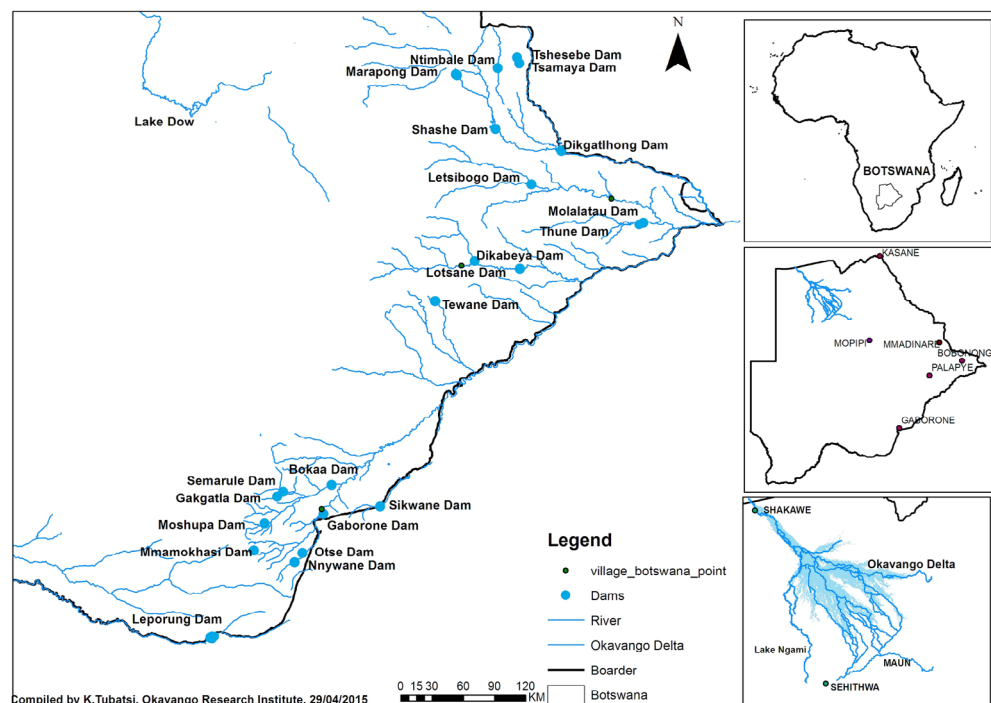 N
Ntimbale Dam
Tshesebe Dam
Tsamaya Dam
Marapong Dam
Lake Dow
Shashe Dam
Dikgatlhong Dam
Letsibogo Dam
Molalatau Dam
Thune Dam
Dikabeya Dam
Lotsane Dam
Tewane Dam
Bokaa Dam
Semarule Dam
Gakgatla Dam
Sikwane Dam
Moshupa Dam
Gaborone Dam
Mmamokhasi Dam
Otse Dam
Nnywane Dam
Leporung Dam
Legend
village_botswana_point
Dams
River
Okavango Delta
Boarder
Botswana
0 15 30 60 90 120
KM
Compiled by K.Tubatsi, Okavango Research Institute, 29/04/2015
BOTSWANA
KASANE
MOPIPI
MMADINARE
BOBONONG
PALAPYE
GABORONE
SHAKAWE
Okavango Delta
Lake Ngami
MAUN
SEHITHWA